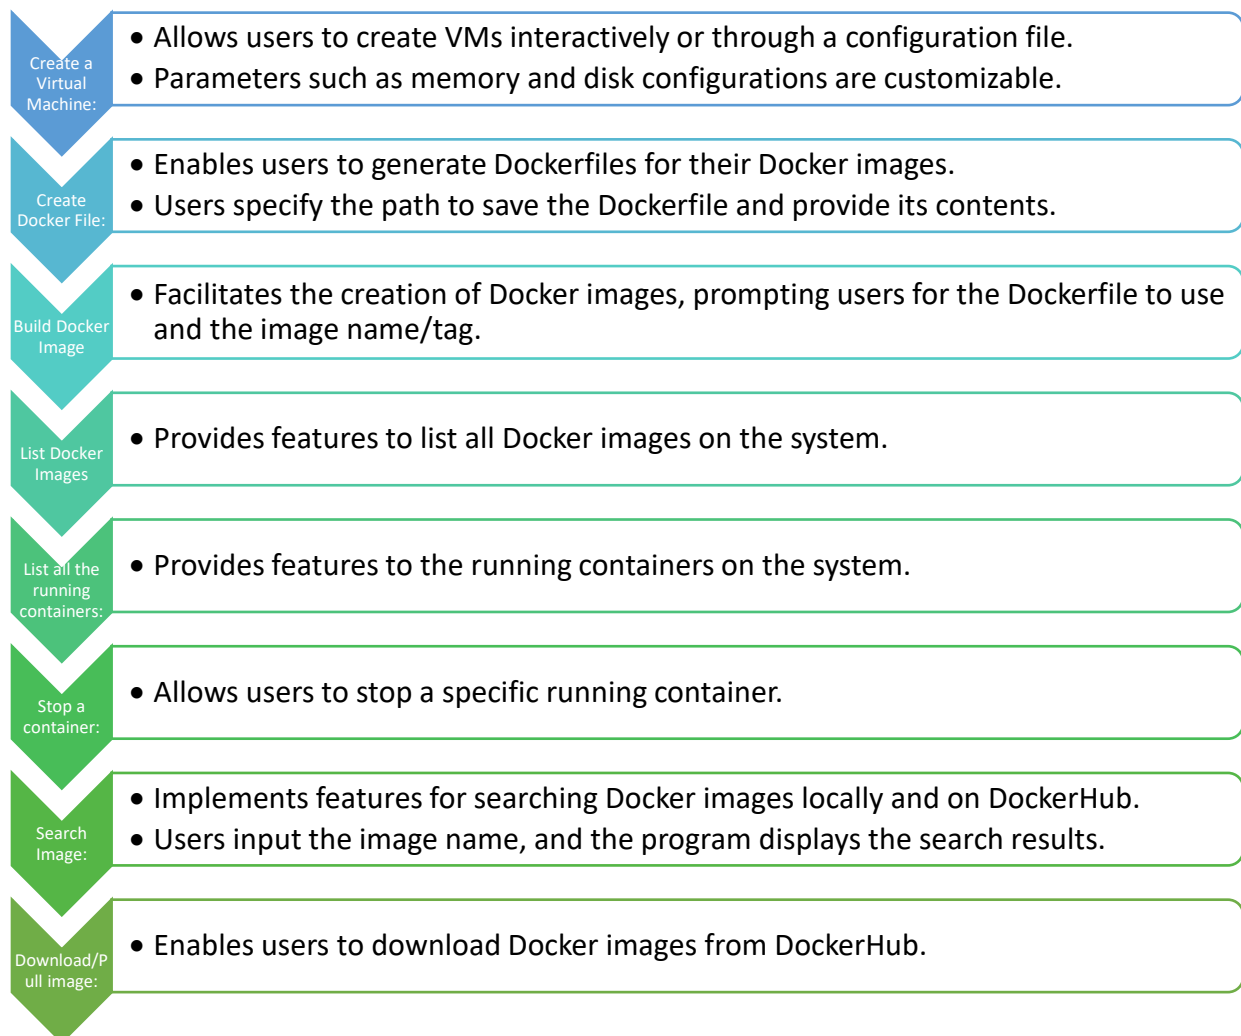 Create a
Virtual
Machine:
• Allows users to create VMs interactively or through a configuration file.
• Parameters such as memory and disk configurations are customizable.
Create
Docker File:
• Enables users to generate Dockerfiles for their Docker images.
• Users specify the path to save the Dockerfile and provide its contents.
Build Docker
Image
• Facilitates the creation of Docker images, prompting users for the Dockerfile to use
and the image name/tag.
List Docker
Images
• Provides features to list all Docker images on the system.
List all the
running
containers:
• Provides features to the running containers on the system.
Stop a
container:
• Allows users to stop a specific running container.
Search
Image:
• Implements features for searching Docker images locally and on DockerHub.
• Users input the image name, and the program displays the search results.
Download/P
ull image:
• Enables users to download Docker images from DockerHub.